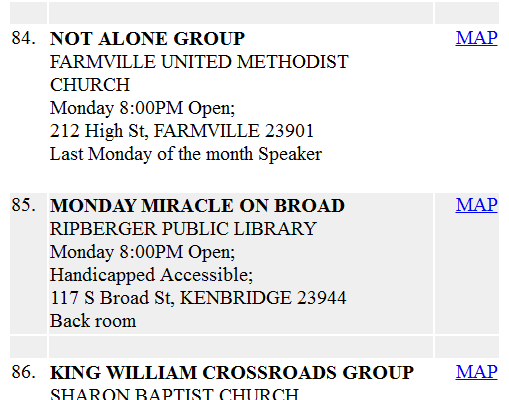 84. NOT ALONE GROUP MAP
FARMVILLE UNITED METHODIST
CHURCH
Monday 8:00PM Open;
212 High St, FARMVILLE 23901
Last Monday of the month Speaker
85. MONDAY MIRACLE ON BROAD MAP
RIPBERGER PUBLIC LIBRARY
Monday 8:00PM Open;
Handicapped Accessible;
117 S Broad St, KENBRIDGE 23944
Back room
86. KING WILLIAM CROSSROADS GROUP MAP
SHARON BAPTIST CHURCH